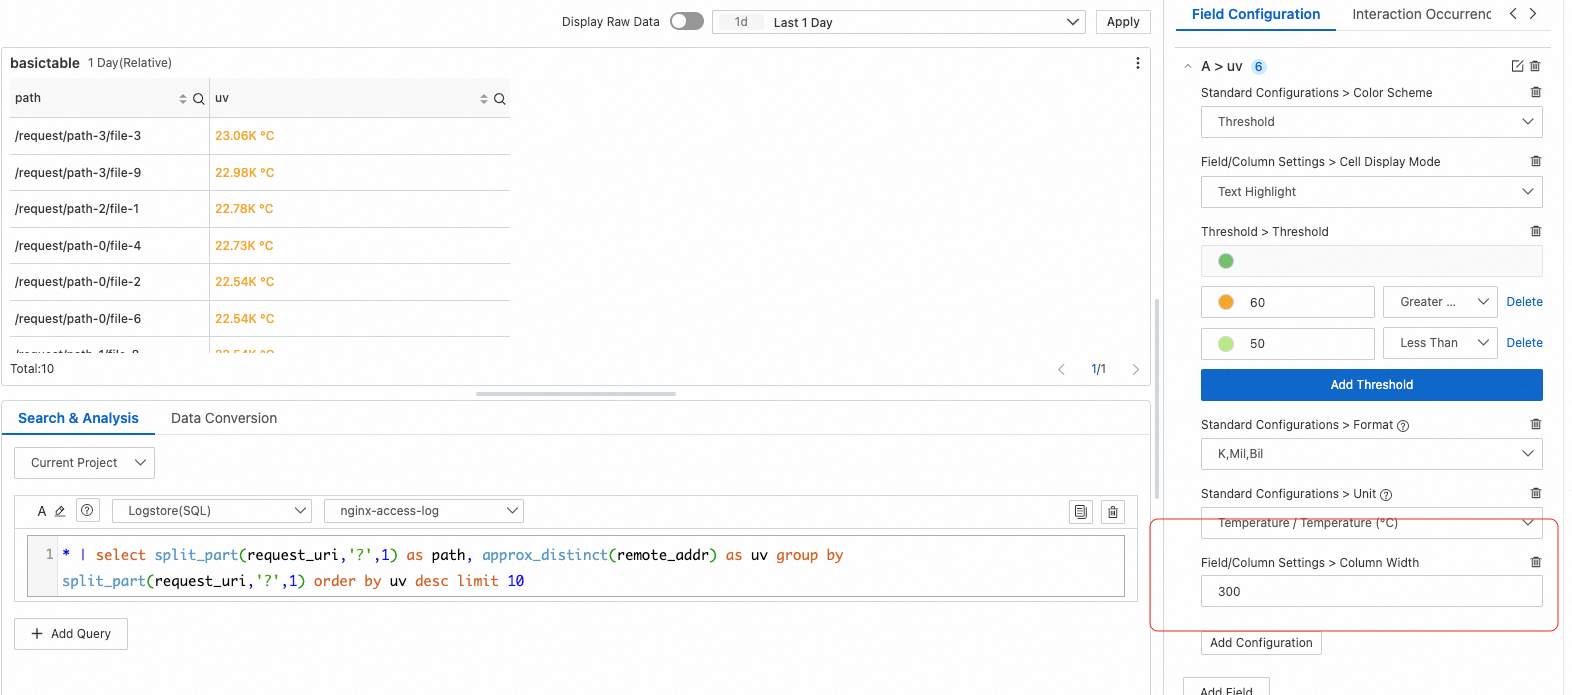 Display Raw Data 1d Last 1 Day Apply
basictable 1 Day(Relative)
path uv
/request/path-3/file-3 23.06K °C
/request/path-3/file-9 22.98K °C
/request/path-2/file-1 22.78K °C
/request/path-0/file-4 22.73K °C
/request/path-0/file-2 22.54K °C
/request/path-0/file-6 22.54K °C
Total:10 1/1
Search & Analysis Data Conversion
Current Project
A Logstore(SQL) nginx-access-log
1 * | select split_part(request_uri,'?',1) as path, approx_distinct(remote_addr) as uv group by
split_part(request_uri,'?',1) order by uv desc limit 10
+ Add Query
Field Configuration Interaction Occurrenc
A > uv 6
Standard Configurations > Color Scheme
Threshold
Field/Column Settings > Cell Display Mode
Text Highlight
Threshold > Threshold
60 Greater ... Delete
50 Less Than Delete
Add Threshold
Standard Configurations > Format
K,Mil,Bil
Standard Configurations > Unit
Temperature / Temperature (°C)
Field/Column Settings > Column Width
300
Add Configuration
Add Field